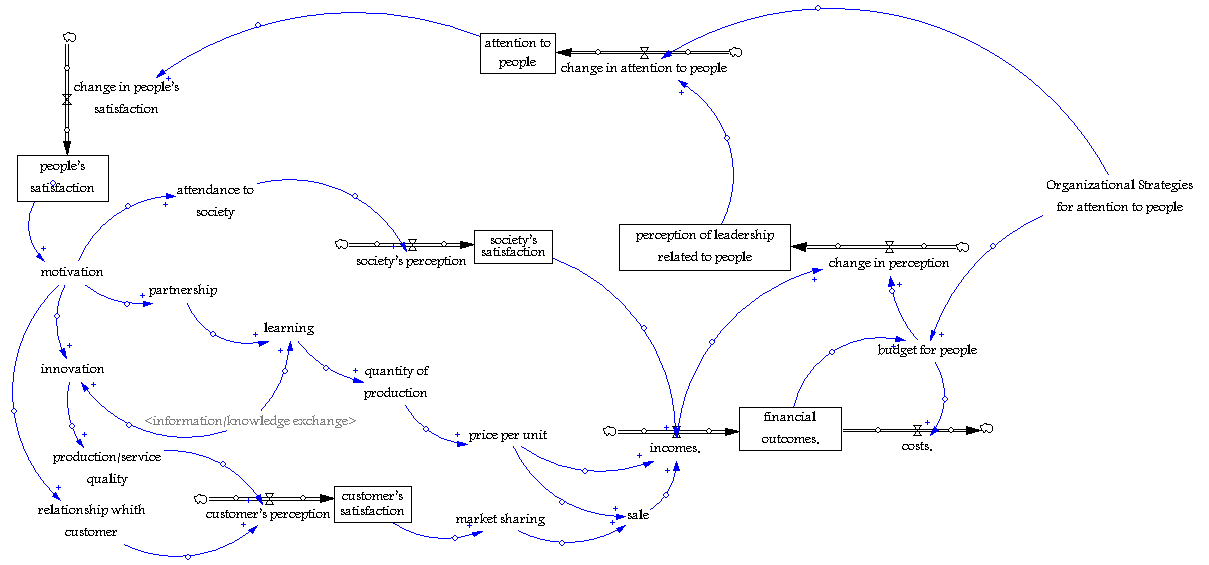 attention to
people
change in attention to people
change in people's
satisfaction
people's
satisfaction
attendance to
society
Organizational Strategies
for attention to people
society's
satisfaction
society's perception
perception of leadership
related to people
change in perception
motivation
partnership
learning
budget for people
innovation
quantity of
production
<information/knowledge exchange>
financial
outcomes.
price per unit
incomes.
costs.
production/service
quality
customer's
satisfaction
customer's perception
relationship whith
customer
market sharing
sale